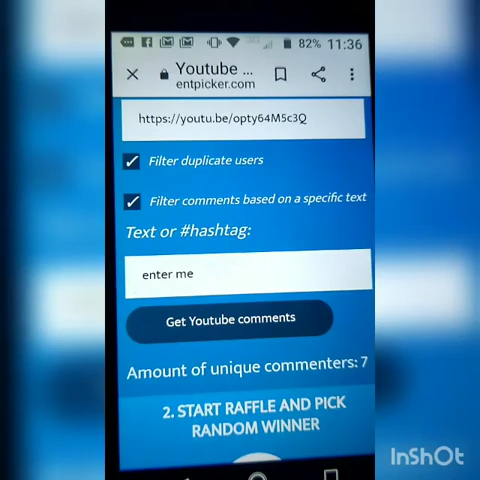 82% 11:36
Youtube ...
entpicker.com
https://youtu.be/opty64M5c3Q
Filter duplicate users
Filter comments based on a specific text
Text or #hashtag:
enter me
Get Youtube comments
Amount of unique commenters: 7
2. START RAFFLE AND PICK
RANDOM WINNER
InShOt